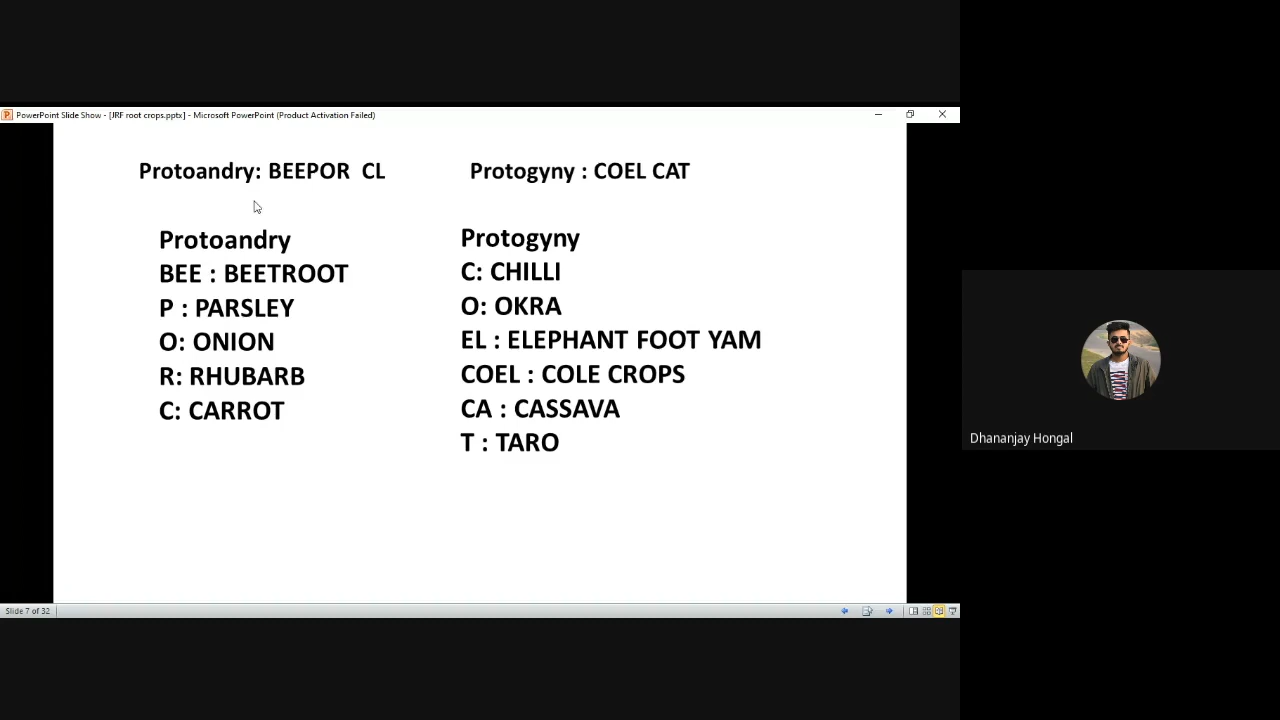 PowerPoint Slide Show - [JRF root crops.pptx] - Microsoft PowerPoint (Product Activation Failed)
Protoandry: BEEPOR CL
Protogyny : COEL CAT
Protoandry
BEE : BEETROOT
P : PARSLEY
O: ONION
R: RHUBARB
C: CARROT
Protogyny
C: CHILLI
O: OKRA
EL : ELEPHANT FOOT YAM
COEL : COLE CROPS
CA : CASSAVA
T : TARO
Dhananjay Hongal
Slide 7 of 32